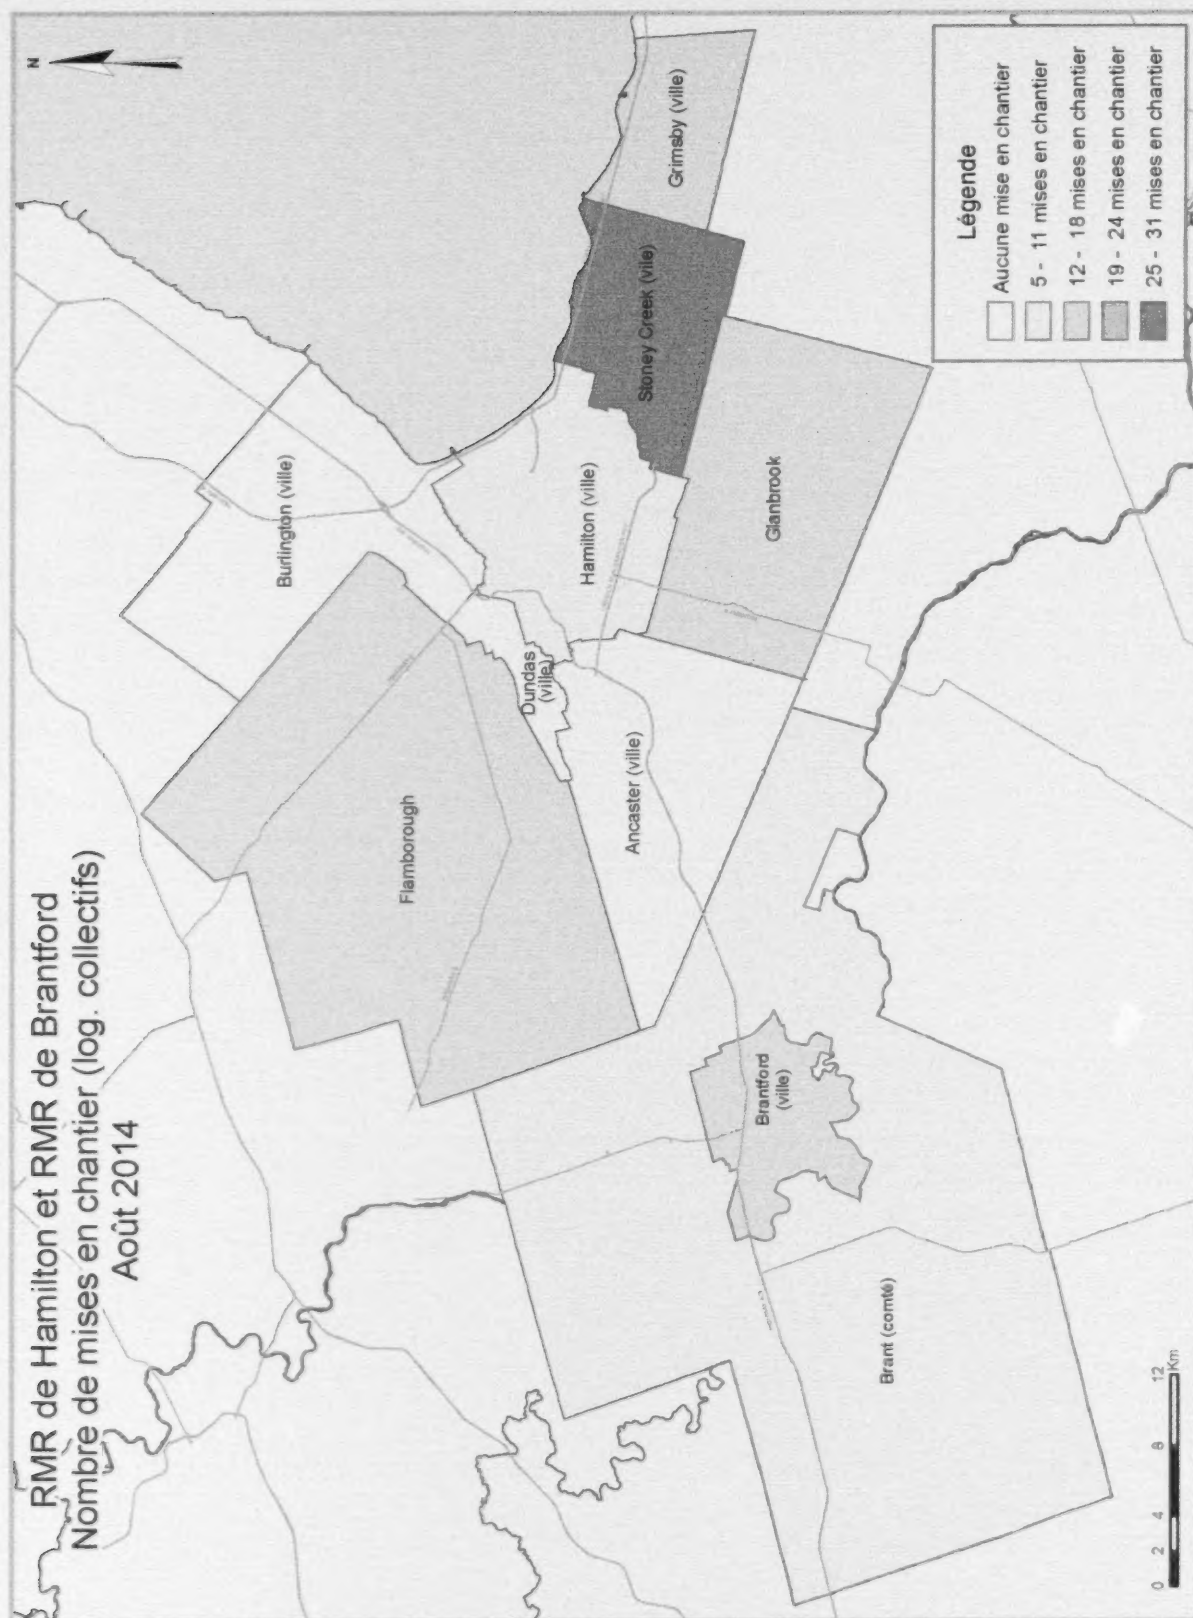 RMR de Hamilton et RMR de Brantford
Nombre de mises en chantier (log. collectifs)
Août 2014
N
Burlington (ville)
Flamborough
Dundas
(ville)
Hamilton (ville)
Stoney Creek (ville)
Grimsby (ville)
Ancaster (ville)
Glanbrook
Brantford
(ville)
Brant (comté)
0 2 4 8 12
Km
Légende
Aucune mise en chantier
5 - 11 mises en chantier
12 - 18 mises en chantier
19 - 24 mises en chantier
25 - 31 mises en chantier